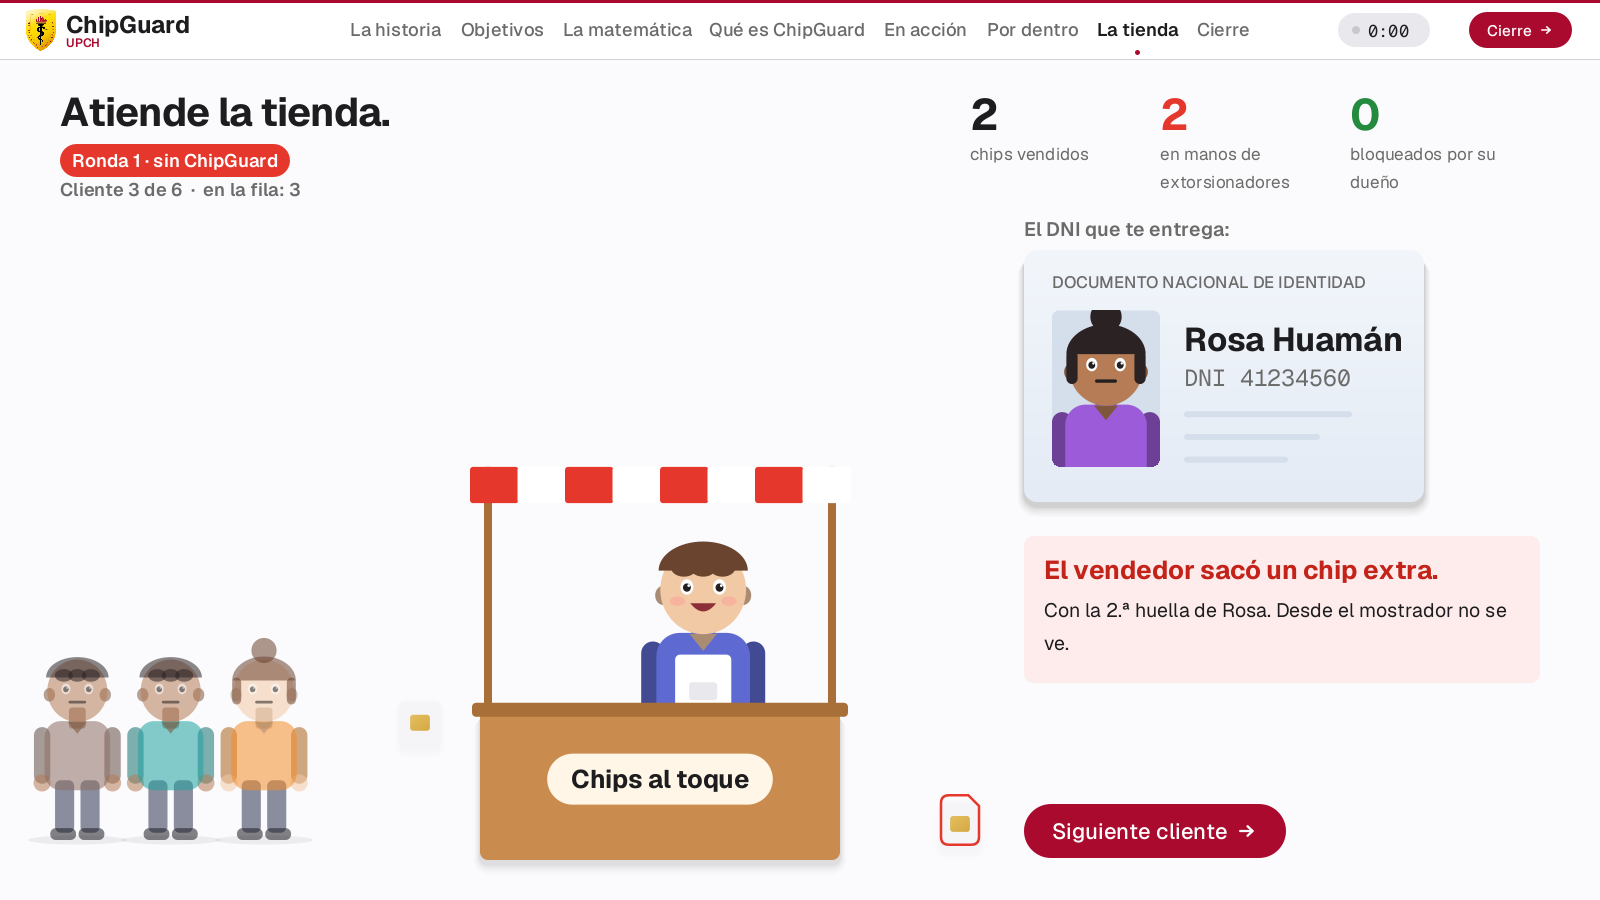 ChipGuard
UPCH
La historia
Objetivos
La matemática
Qué es ChipGuard
En acción
Por dentro
La tienda
Cierre
0:00
Cierre →
Atiende la tienda.
Ronda 1 · sin ChipGuard
Cliente 3 de 6 · en la fila: 3
2
chips vendidos
2
en manos de
extorsionadores
0
bloqueados por su
dueño
El DNI que te entrega:
DOCUMENTO NACIONAL DE IDENTIDAD
Rosa Huamán
DNI 41234560
El vendedor sacó un chip extra.
Con la 2.ª huella de Rosa. Desde el mostrador no se
ve.
Chips al toque
Siguiente cliente →